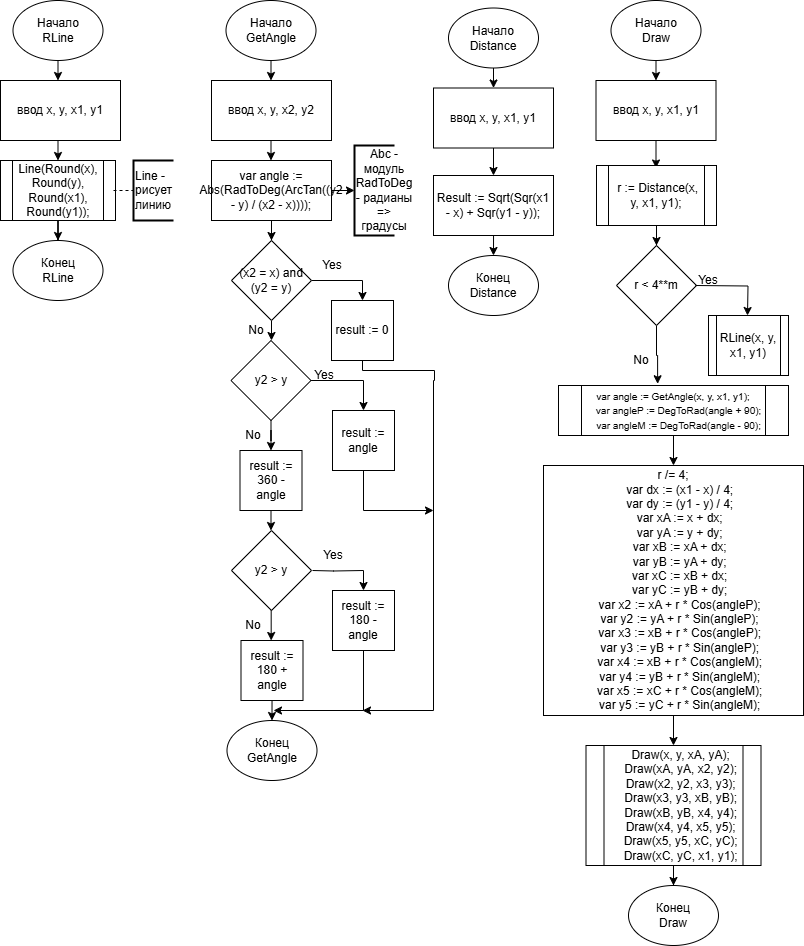 Начало
RLine
ввод x, y, x1, y1
Line(Round(x),
Round(y),
Round(x1),
Round(y1));
Line -
рисует
линию
Конец
RLine
Начало
GetAngle
ввод x, y, x2, y2
var angle :=
Abs(RadToDeg(ArcTan((y2
- y) / (x2 - x))));
Abc -
модуль
RadToDeg
- радианы
=>
градусы
(x2 = x) and
(y2 = y)
Yes
No
result := 0
y2 > y
Yes
No
result :=
angle
result :=
360 -
angle
y2 > y
Yes
No
result :=
180 -
angle
result :=
180 +
angle
Конец
GetAngle
Начало
Distance
ввод x, y, x1, y1
Result := Sqrt(Sqr(x1
- x) + Sqr(y1 - y));
Конец
Distance
Начало
Draw
ввод x, y, x1, y1
r := Distance(x,
y, x1, y1);
r < 4**m
Yes
No
RLine(x, y,
x1, y1)
var angle := GetAngle(x, y, x1, y1);
var angleP := DegToRad(angle + 90);
var angleM := DegToRad(angle - 90);
r /= 4;
var dx := (x1 - x) / 4;
var dy := (y1 - y) / 4;
var xA := x + dx;
var yA := y + dy;
var xB := xA + dx;
var yB := yA + dy;
var xC := xB + dx;
var yC := yB + dy;
var x2 := xA + r * Cos(angleP);
var y2 := yA + r * Sin(angleP);
var x3 := xB + r * Cos(angleP);
var y3 := yB + r * Sin(angleP);
var x4 := xB + r * Cos(angleM);
var y4 := yB + r * Sin(angleM);
var x5 := xC + r * Cos(angleM);
var y5 := yC + r * Sin(angleM);
Draw(x, y, xA, yA);
Draw(xA, yA, x2, y2);
Draw(x2, y2, x3, y3);
Draw(x3, y3, xB, yB);
Draw(xB, yB, x4, y4);
Draw(x4, y4, x5, y5);
Draw(x5, y5, xC, yC);
Draw(xC, yC, x1, y1);
Конец
Draw